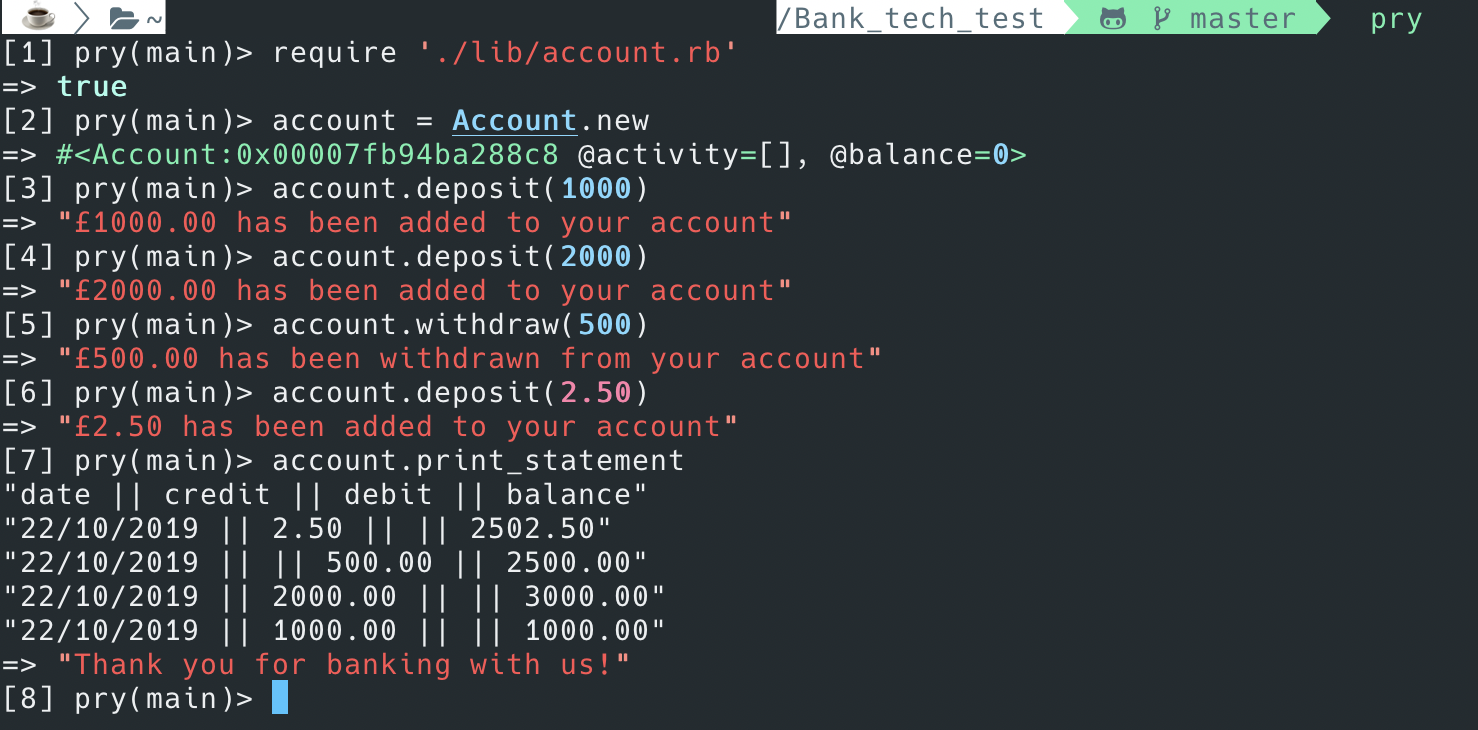 ~ /Bank_tech_test master pry
[1] pry(main)> require './lib/account.rb'
=> true
[2] pry(main)> account = Account.new
=> #<Account:0x00007fb94ba288c8 @activity=[], @balance=0>
[3] pry(main)> account.deposit(1000)
=> "£1000.00 has been added to your account"
[4] pry(main)> account.deposit(2000)
=> "£2000.00 has been added to your account"
[5] pry(main)> account.withdraw(500)
=> "£500.00 has been withdrawn from your account"
[6] pry(main)> account.deposit(2.50)
=> "£2.50 has been added to your account"
[7] pry(main)> account.print_statement
"date || credit || debit || balance"
"22/10/2019 || 2.50 || || 2502.50"
"22/10/2019 || || 500.00 || 2500.00"
"22/10/2019 || 2000.00 || || 3000.00"
"22/10/2019 || 1000.00 || || 1000.00"
=> "Thank you for banking with us!"
[8] pry(main)>